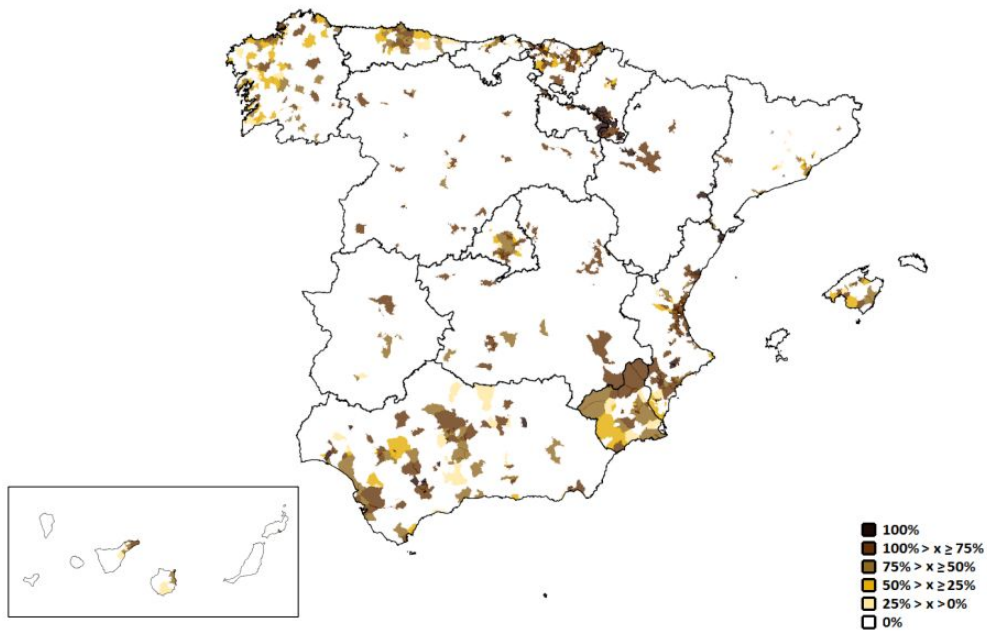 100%
100% > x ≥ 75%
75% > x ≥ 50%
50% > x ≥ 25%
25% > x > 0%
0%